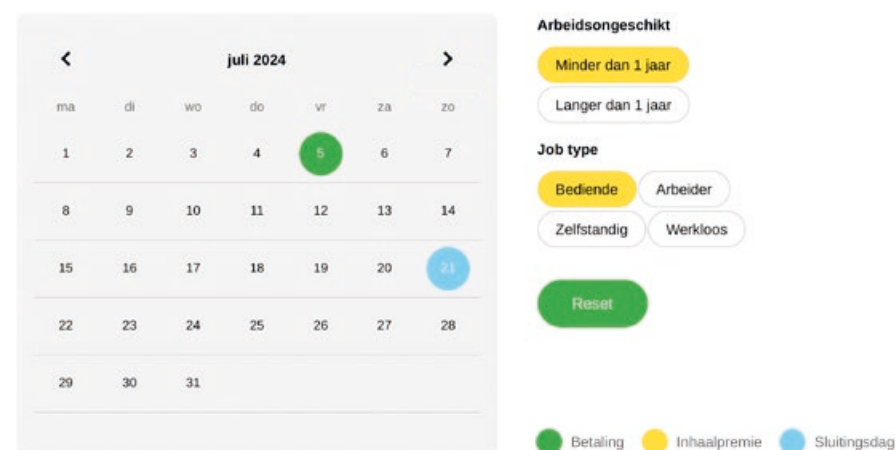 juli 2024
ma di wo do vr za zo
1 2 3 4 5 6 7
8 9 10 11 12 13 14
15 16 17 18 19 20 21
22 23 24 25 26 27 28
29 30 31
Arbeidsongeschikt
Minder dan 1 jaar
Langer dan 1 jaar
Job type
Bediende Arbeider
Zelfstandig Werkloos
Reset
Betaling Inhaalpremie Sluitingsdag